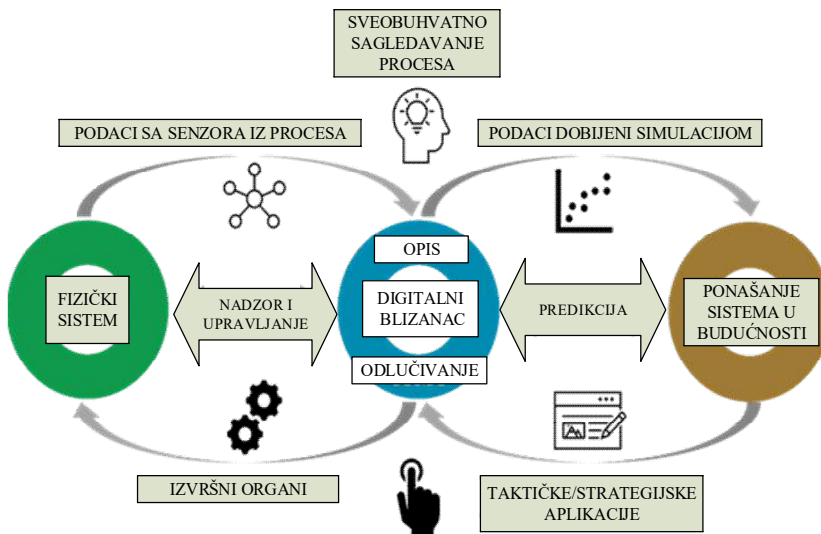 SVEOBUHVATNO
SAGLEDAVANJE
PROCESA
PODACI SA SENZORA IZ PROCESA
PODACI DOBIJENI SIMULACIJOM
OPIS
FIZIČKI
SISTEM
NADZOR I
UPRAVLJANJE
DIGITALNI
BLIZANAC
PREDIKCIJA
PONAŠANJE
SISTEMA U
BUDUĆNOSTI
ODLUČIVANJE
IZVRŠNI ORGANI
TAKTIČKE/STRATEGIJSKE
APLIKACIJE